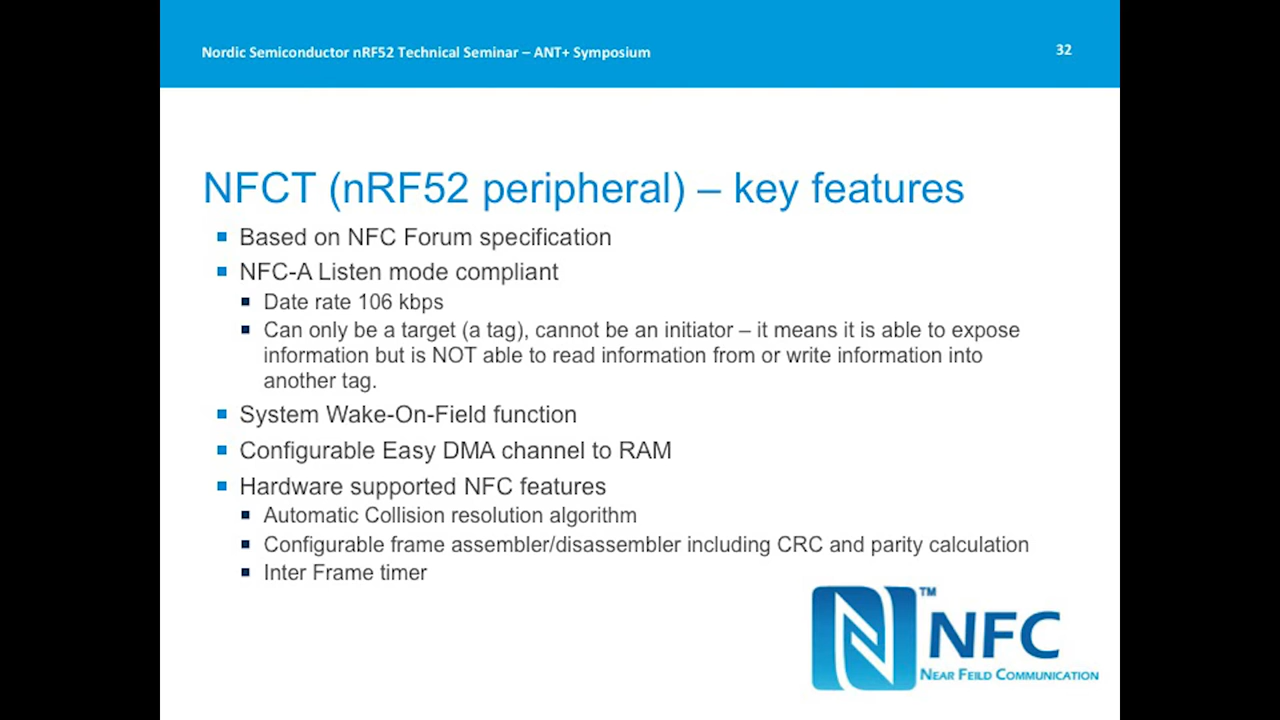 Nordic Semiconductor nRF52 Technical Seminar – ANT+ Symposium
32
NFCT (nRF52 peripheral) – key features
Based on NFC Forum specification
NFC-A Listen mode compliant
Date rate 106 kbps
Can only be a target (a tag), cannot be an initiator – it means it is able to expose
information but is NOT able to read information from or write information into
another tag.
System Wake-On-Field function
Configurable Easy DMA channel to RAM
Hardware supported NFC features
Automatic Collision resolution algorithm
Configurable frame assembler/disassembler including CRC and parity calculation
Inter Frame timer
TM
NFC
NEAR FEILD COMMUNICATION